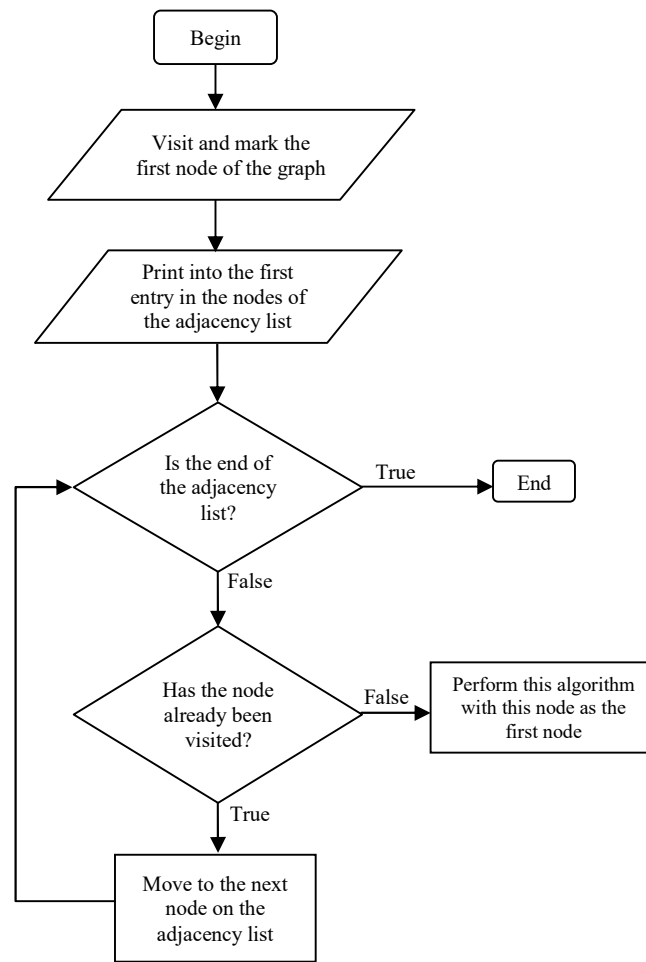 Begin
Visit and mark the
first node of the graph
Print into the first
entry in the nodes of
the adjacency list
Is the end of
the adjacency
list?
True
End
False
Has the node
already been
visited?
False
Perform this algorithm
with this node as the
first node
True
Move to the next
node on the
adjacency list